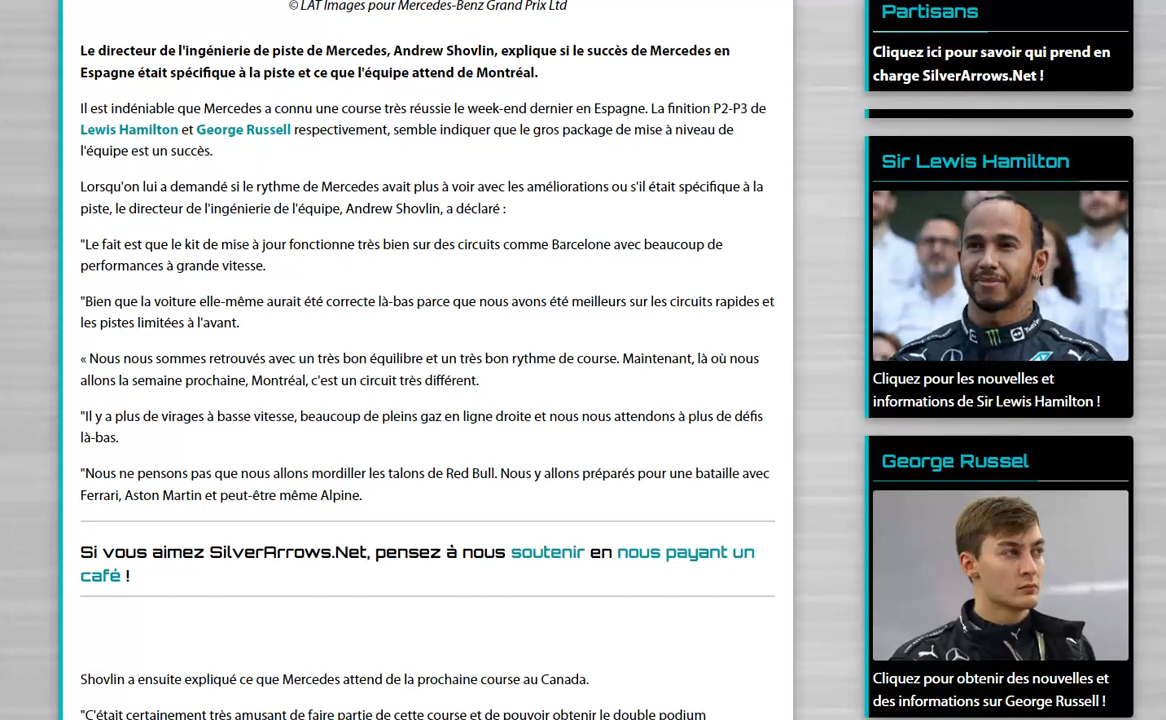 © LAT Images pour Mercedes-Benz Grand Prix Ltd
Le directeur de l'ingénierie de piste de Mercedes, Andrew Shovlin, explique si le succès de Mercedes en
Espagne était spécifique à la piste et ce que l'équipe attend de Montréal.
Il est indéniable que Mercedes a connu une course très réussie le week-end dernier en Espagne. La finition P2-P3 de
Lewis Hamilton et George Russell respectivement, semble indiquer que le gros package de mise à niveau de
l'équipe est un succès.
Lorsqu'on lui a demandé si le rythme de Mercedes avait plus à voir avec les améliorations ou s'il était spécifique à la
piste, le directeur de l'ingénierie de l'équipe, Andrew Shovlin, a déclaré :
"Le fait est que le kit de mise à jour fonctionne très bien sur des circuits comme Barcelone avec beaucoup de
performances à grande vitesse.
"Bien que la voiture elle-même aurait été correcte là-bas parce que nous avons été meilleurs sur les circuits rapides et
les pistes limitées à l'avant.
« Nous nous sommes retrouvés avec un très bon équilibre et un très bon rythme de course. Maintenant, là où nous
allons la semaine prochaine, Montréal, c'est un circuit très différent.
"Il y a plus de virages à basse vitesse, beaucoup de pleins gaz en ligne droite et nous nous attendons à plus de défis
là-bas.
"Nous ne pensons pas que nous allons mordiller les talons de Red Bull. Nous y allons préparés pour une bataille avec
Ferrari, Aston Martin et peut-être même Alpine.
Si vous aimez SilverArrows.Net, pensez à nous soutenir en nous payant un
café !
Shovlin a ensuite expliqué ce que Mercedes attend de la prochaine course au Canada.
"C'était certainement très amusant de faire partie de cette course et de pouvoir obtenir le double podium
Partisans
Cliquez ici pour savoir qui prend en
charge SilverArrows.Net !
Sir Lewis Hamilton
Cliquez pour les nouvelles et
informations de Sir Lewis Hamilton !
George Russel
Cliquez pour obtenir des nouvelles et
des informations sur George Russell !